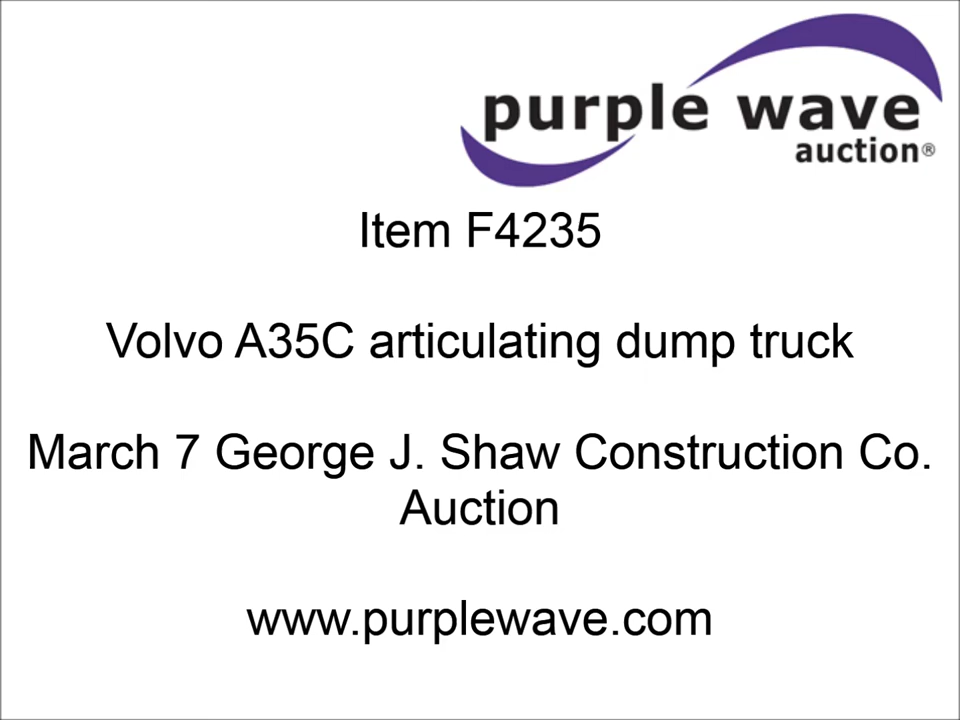 purple wave
auction®
Item F4235
Volvo A35C articulating dump truck
March 7 George J. Shaw Construction Co.
Auction
www.purplewave.com